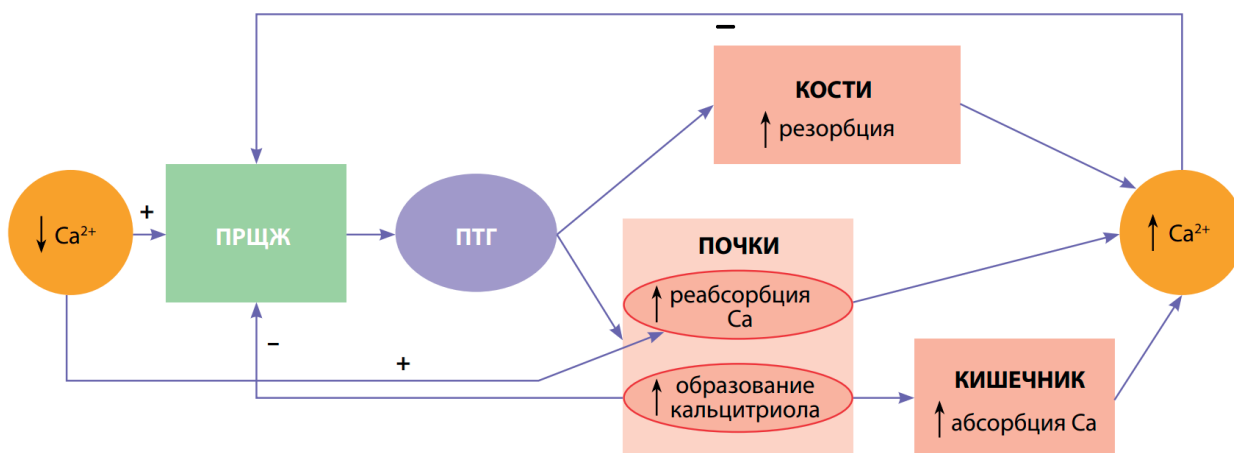 −
КОСТИ
↑ резорбция
↓ Ca²⁺
+
ПРЩЖ
ПТГ
ПОЧКИ
↑ реабсорбция
Ca
↑ Ca²⁺
−
+
↑ образование
кальцитриола
КИШЕЧНИК
↑ абсорбция Ca